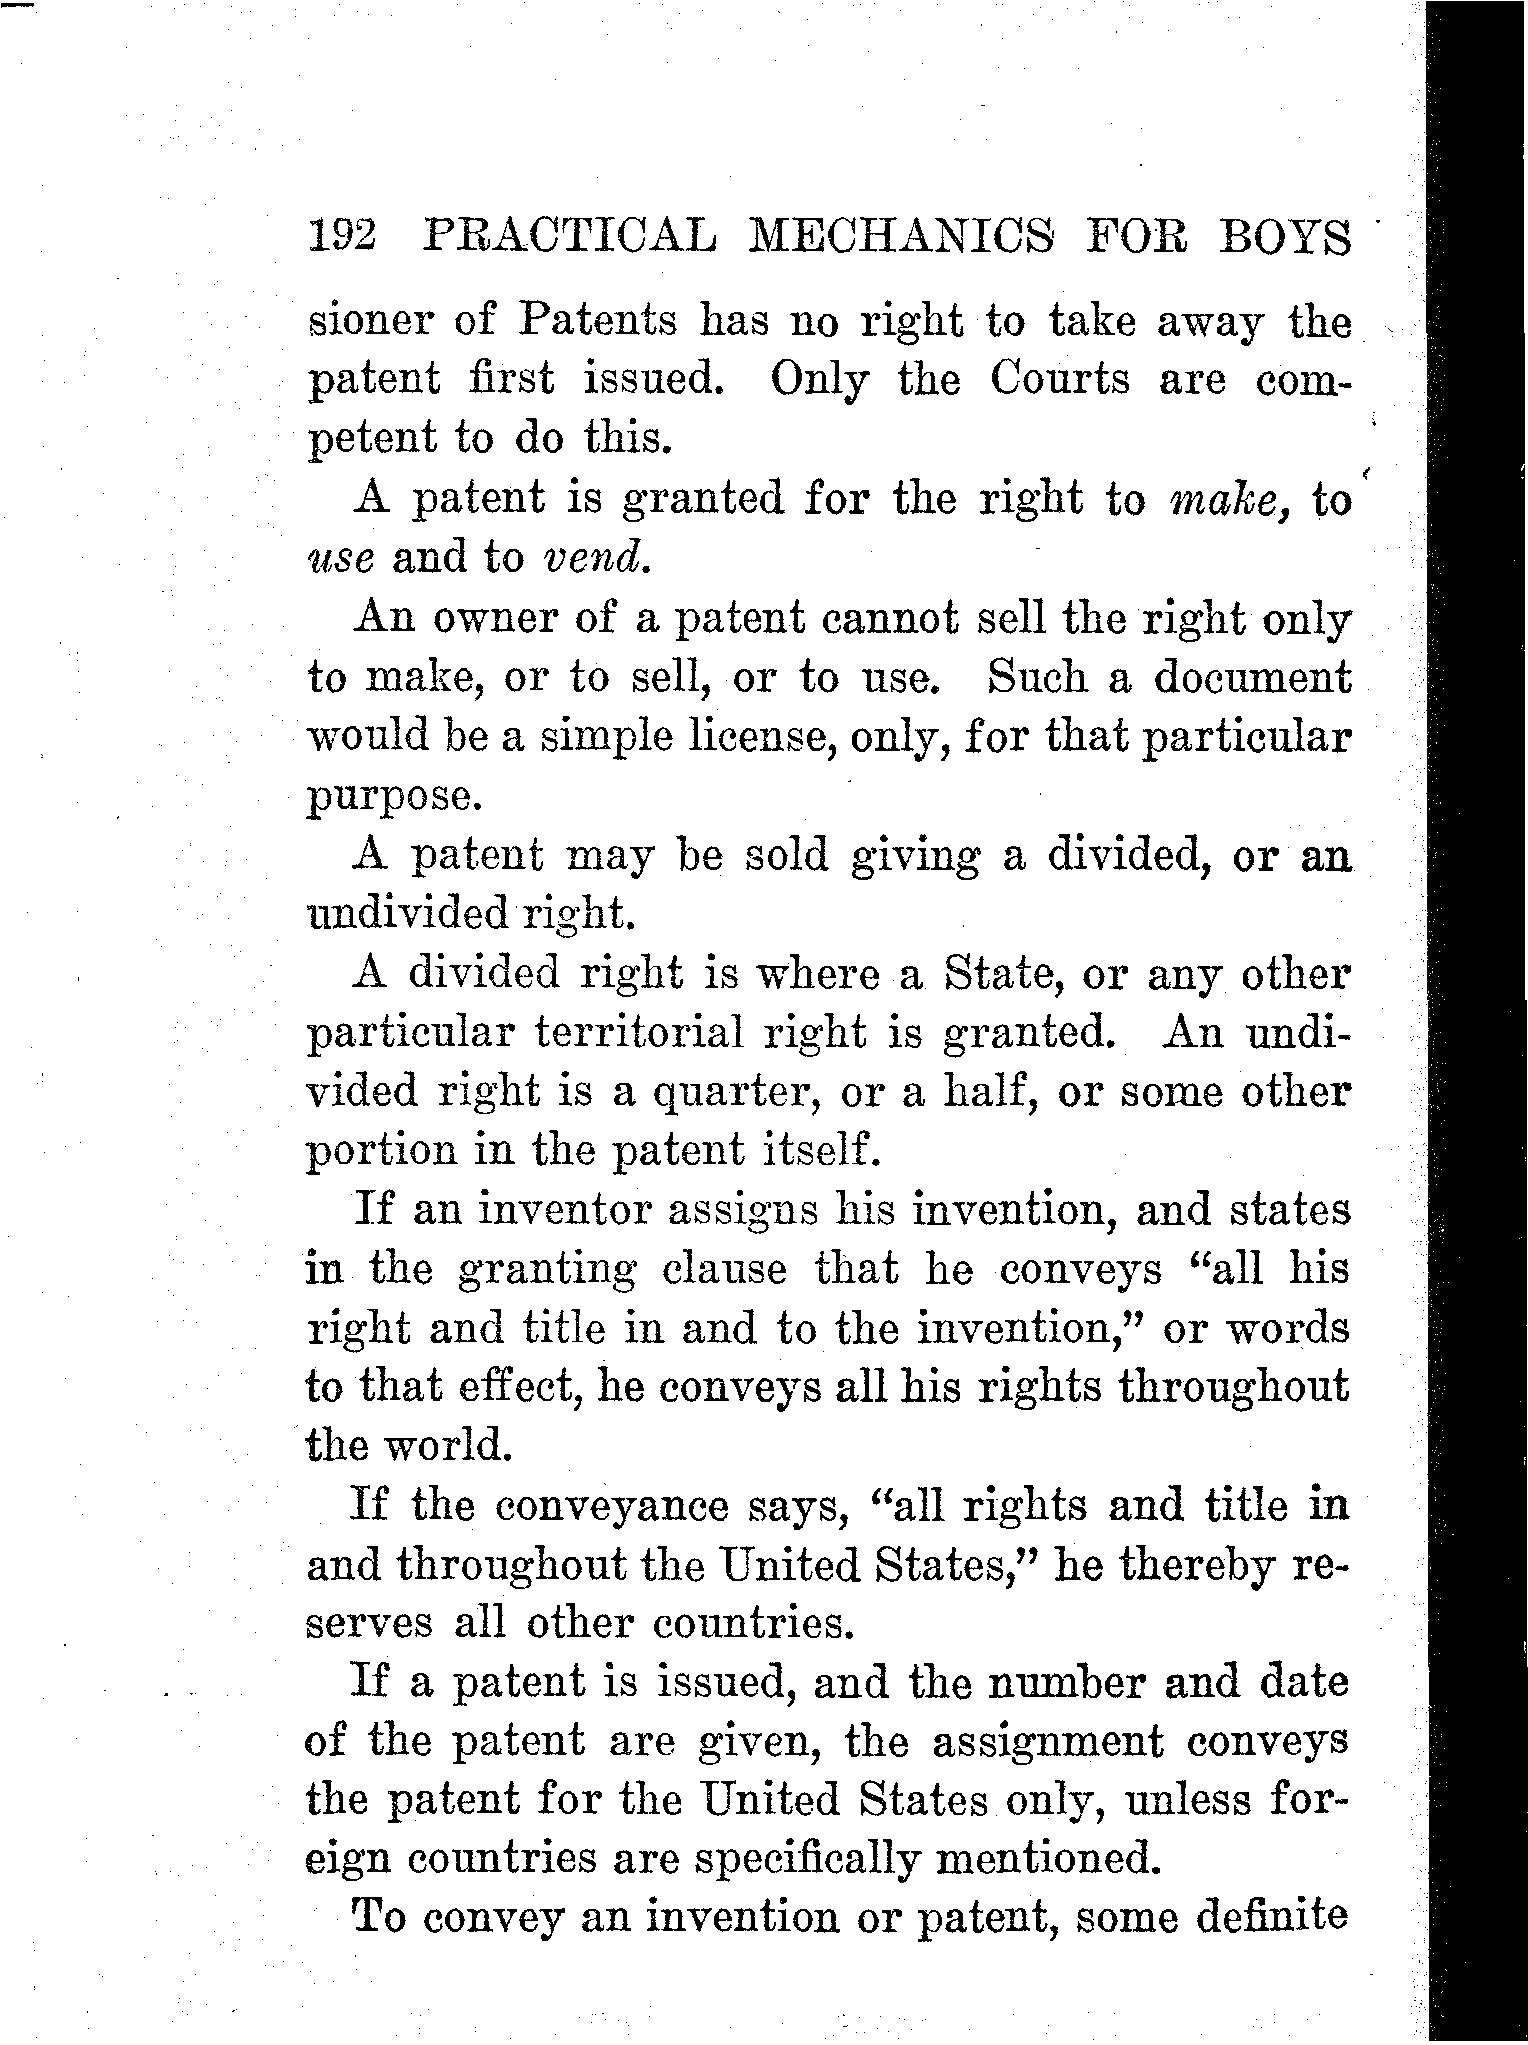 192 PRACTICAL MECHANICS FOR BOYS
sioner of Patents has no right to take away the
patent first issued. Only the Courts are com-
petent to do this.
A patent is granted for the right to make, to
use and to vend.
An owner of a patent cannot sell the right only
to make, or to sell, or to use. Such a document
would be a simple license, only, for that particular
purpose.
A patent may be sold giving a divided, or an
undivided right.
A divided right is where a State, or any other
particular territorial right is granted. An undi-
vided right is a quarter, or a half, or some other
portion in the patent itself.
If an inventor assigns his invention, and states
in the granting clause that he conveys “all his
right and title in and to the invention,” or words
to that effect, he conveys all his rights throughout
the world.
If the conveyance says, “all rights and title in
and throughout the United States,” he thereby re-
serves all other countries.
If a patent is issued, and the number and date
of the patent are given, the assignment conveys
the patent for the United States only, unless for-
eign countries are specifically mentioned.
To convey an invention or patent, some definite